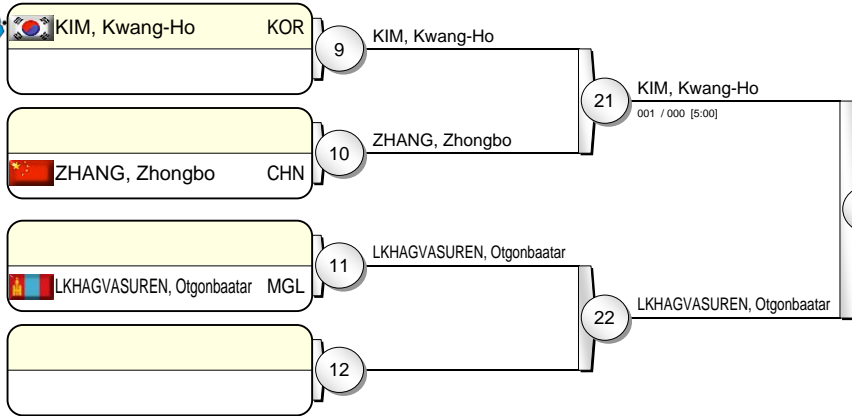 KIM, Kwang-Ho KOR
9
KIM, Kwang-Ho
21
KIM, Kwang-Ho
001 / 000 [5:00]
ZHANG, Zhongbo CHN
10
ZHANG, Zhongbo
LKHAGVASUREN, Otgonbaatar MGL
11
LKHAGVASUREN, Otgonbaatar
22
LKHAGVASUREN, Otgonbaatar
12